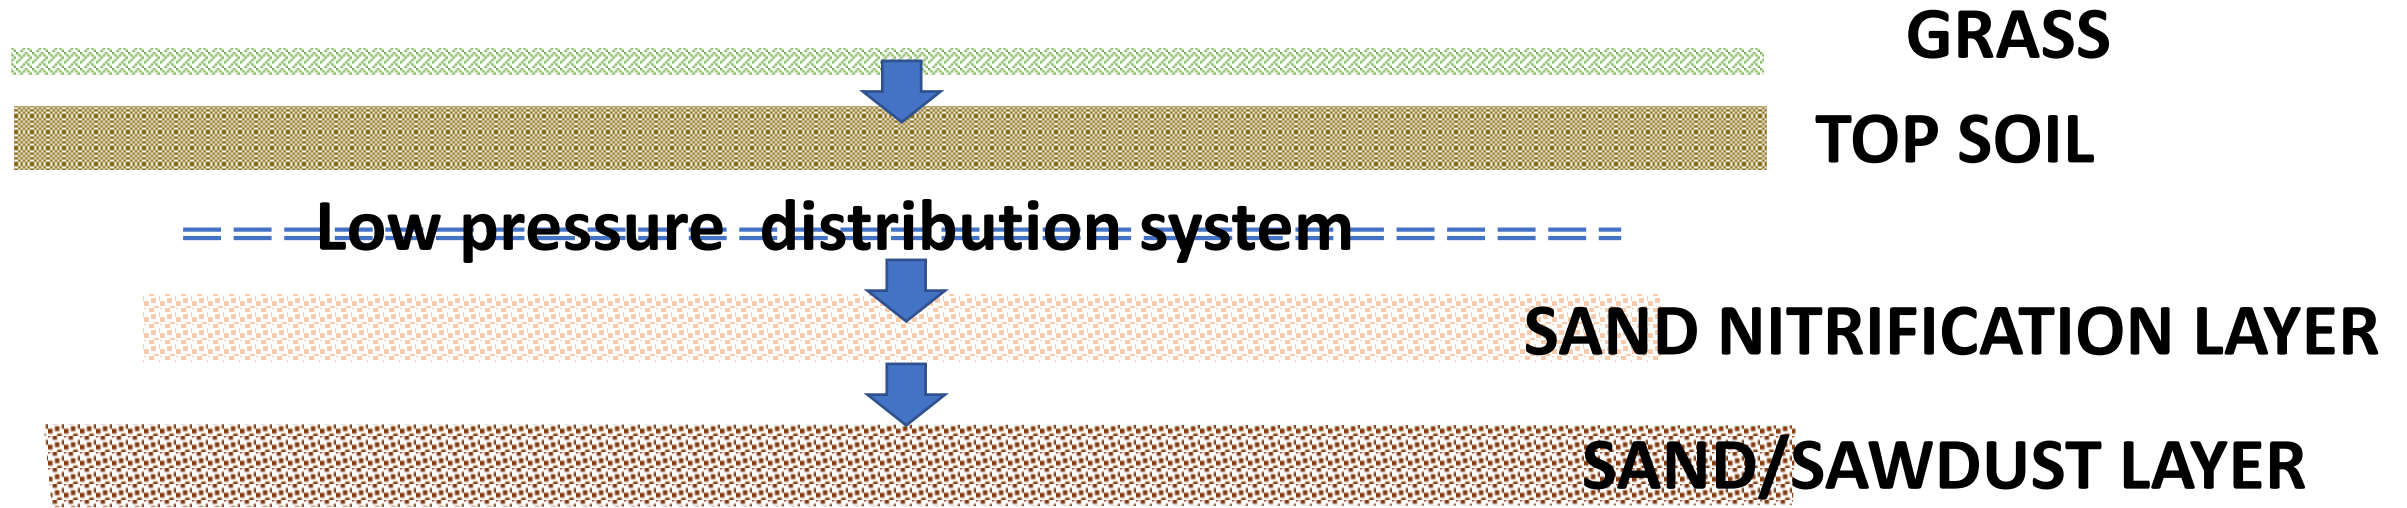 GRASS
TOP SOIL
Low pressure distribution system
SAND NITRIFICATION LAYER
SAND/SAWDUST LAYER